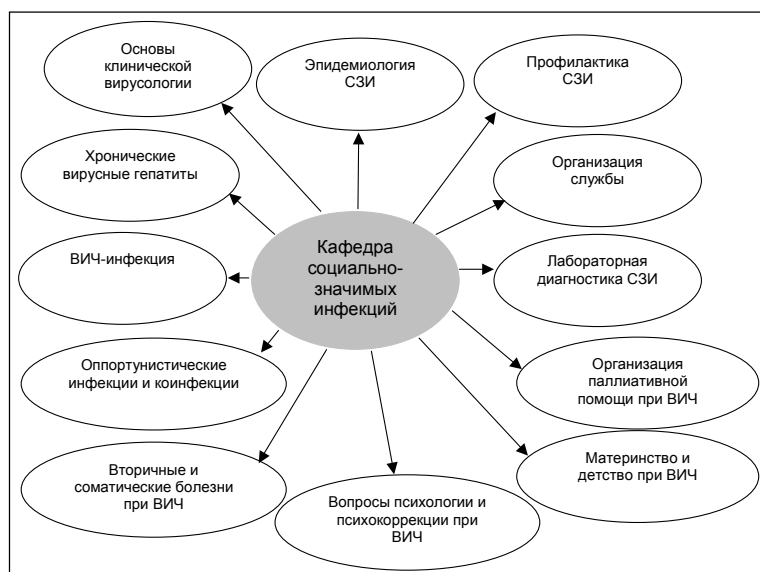 Основы
клинической
вирусологии
Эпидемиология
СЗИ
Профилактика
СЗИ
Хронические
вирусные гепатиты
Организация
службы
ВИЧ-инфекция
Кафедра
социально-
значимых
инфекций
Лабораторная
диагностика СЗИ
Оппортунистические
инфекции и коинфекции
Организация
паллиативной
помощи при ВИЧ
Вторичные и
соматические болезни
при ВИЧ
Вопросы психологии и
психокоррекции при
ВИЧ
Материнство и
детство при ВИЧ